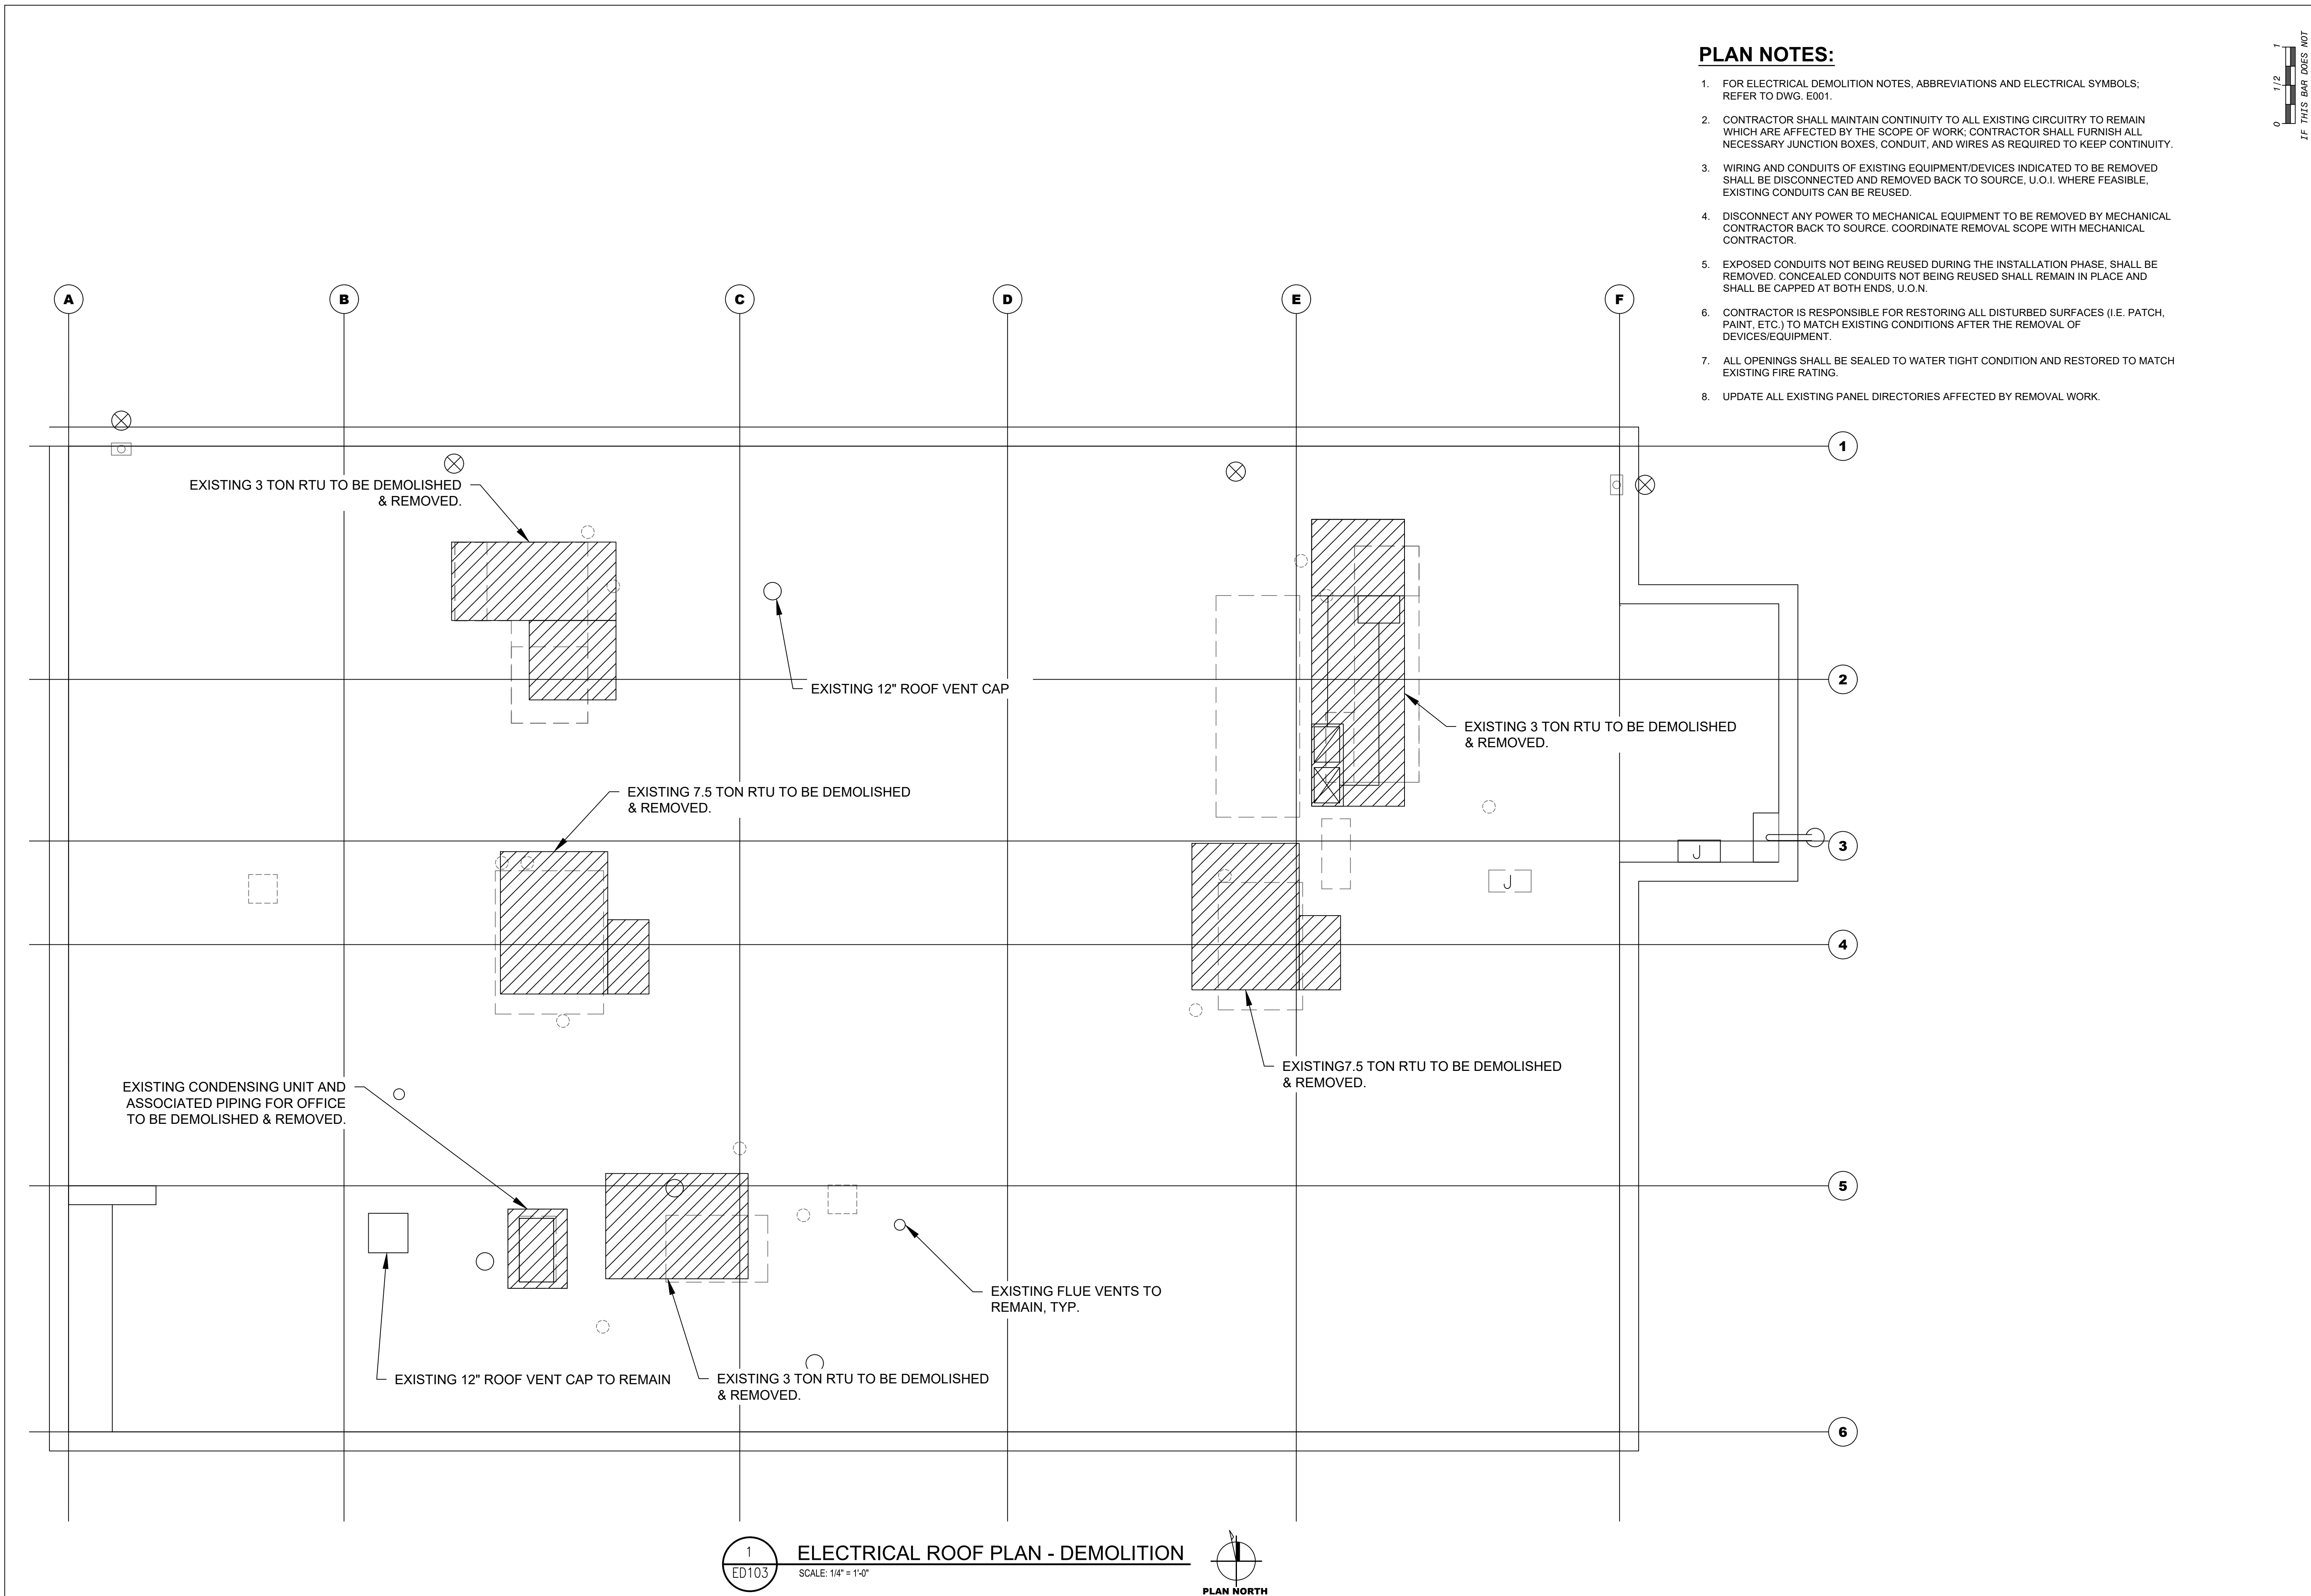 PLAN NOTES:
1. FOR ELECTRICAL DEMOLITION NOTES, ABBREVIATIONS AND ELECTRICAL SYMBOLS;
REFER TO DWG. E001.
2. CONTRACTOR SHALL MAINTAIN CONTINUITY TO ALL EXISTING CIRCUITRY TO REMAIN
WHICH ARE AFFECTED BY THE SCOPE OF WORK; CONTRACTOR SHALL FURNISH ALL
NECESSARY JUNCTION BOXES, CONDUIT, AND WIRES AS REQUIRED TO KEEP CONTINUITY.
3. WIRING AND CONDUITS OF EXISTING EQUIPMENT/DEVICES INDICATED TO BE REMOVED
SHALL BE DISCONNECTED AND REMOVED BACK TO SOURCE, U.O.I. WHERE FEASIBLE,
EXISTING CONDUITS CAN BE REUSED.
4. DISCONNECT ANY POWER TO MECHANICAL EQUIPMENT TO BE REMOVED BY MECHANICAL
CONTRACTOR BACK TO SOURCE. COORDINATE REMOVAL SCOPE WITH MECHANICAL
CONTRACTOR.
5. EXPOSED CONDUITS NOT BEING REUSED DURING THE INSTALLATION PHASE, SHALL BE
REMOVED. CONCEALED CONDUITS NOT BEING REUSED SHALL REMAIN IN PLACE AND
SHALL BE CAPPED AT BOTH ENDS, U.O.N.
6. CONTRACTOR IS RESPONSIBLE FOR RESTORING ALL DISTURBED SURFACES (I.E. PATCH,
PAINT, ETC.) TO MATCH EXISTING CONDITIONS AFTER THE REMOVAL OF
DEVICES/EQUIPMENT.
7. ALL OPENINGS SHALL BE SEALED TO WATER TIGHT CONDITION AND RESTORED TO MATCH
EXISTING FIRE RATING.
8. UPDATE ALL EXISTING PANEL DIRECTORIES AFFECTED BY REMOVAL WORK.
0 1/2 1
IF THIS BAR DOES NOT
A B C D E F
1
EXISTING 3 TON RTU TO BE DEMOLISHED
& REMOVED.
2
EXISTING 12" ROOF VENT CAP
EXISTING 3 TON RTU TO BE DEMOLISHED
& REMOVED.
EXISTING 7.5 TON RTU TO BE DEMOLISHED
& REMOVED.
3
J
J
4
EXISTING7.5 TON RTU TO BE DEMOLISHED
& REMOVED.
EXISTING CONDENSING UNIT AND
ASSOCIATED PIPING FOR OFFICE
TO BE DEMOLISHED & REMOVED.
5
EXISTING FLUE VENTS TO
REMAIN, TYP.
EXISTING 12" ROOF VENT CAP TO REMAIN
EXISTING 3 TON RTU TO BE DEMOLISHED
& REMOVED.
6
1
ED103
ELECTRICAL ROOF PLAN - DEMOLITION
SCALE: 1/4" = 1'-0"
PLAN NORTH